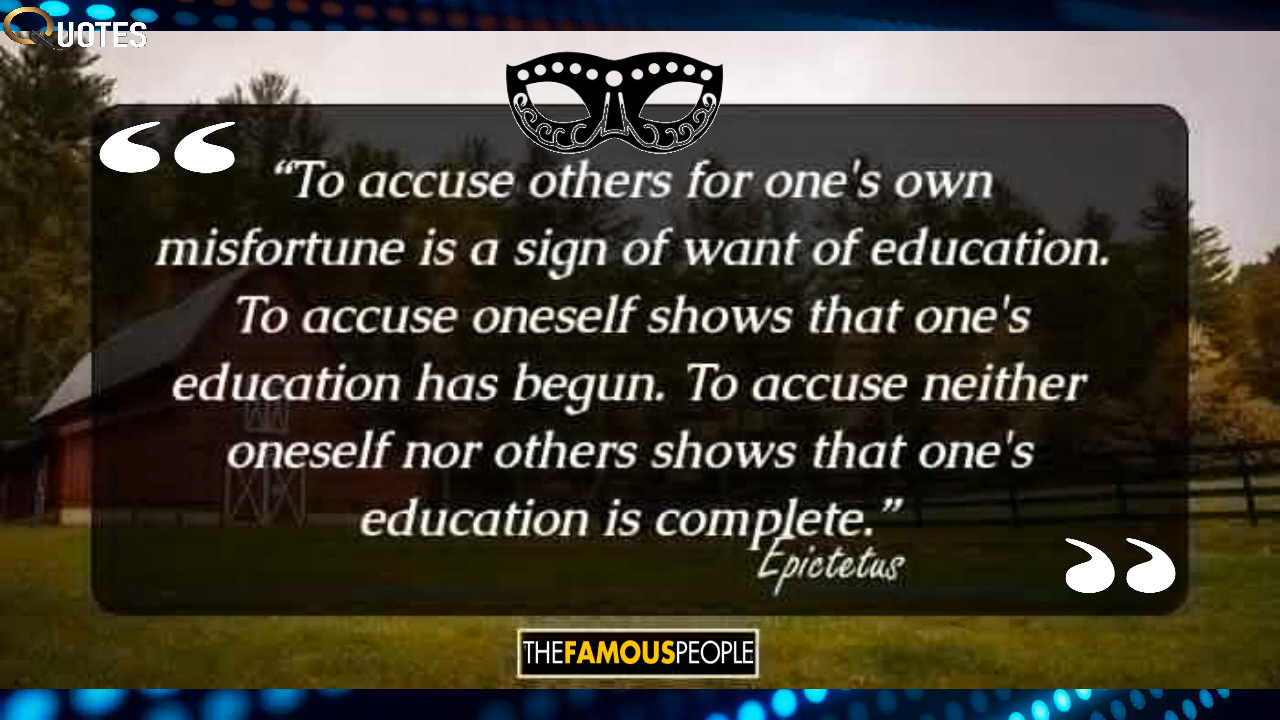 QUOTES
“To accuse others for one's own
misfortune is a sign of want of education.
To accuse oneself shows that one's
education has begun. To accuse neither
oneself nor others shows that one's
education is complete.”
Epictetus
THEFAMOUSPEOPLE